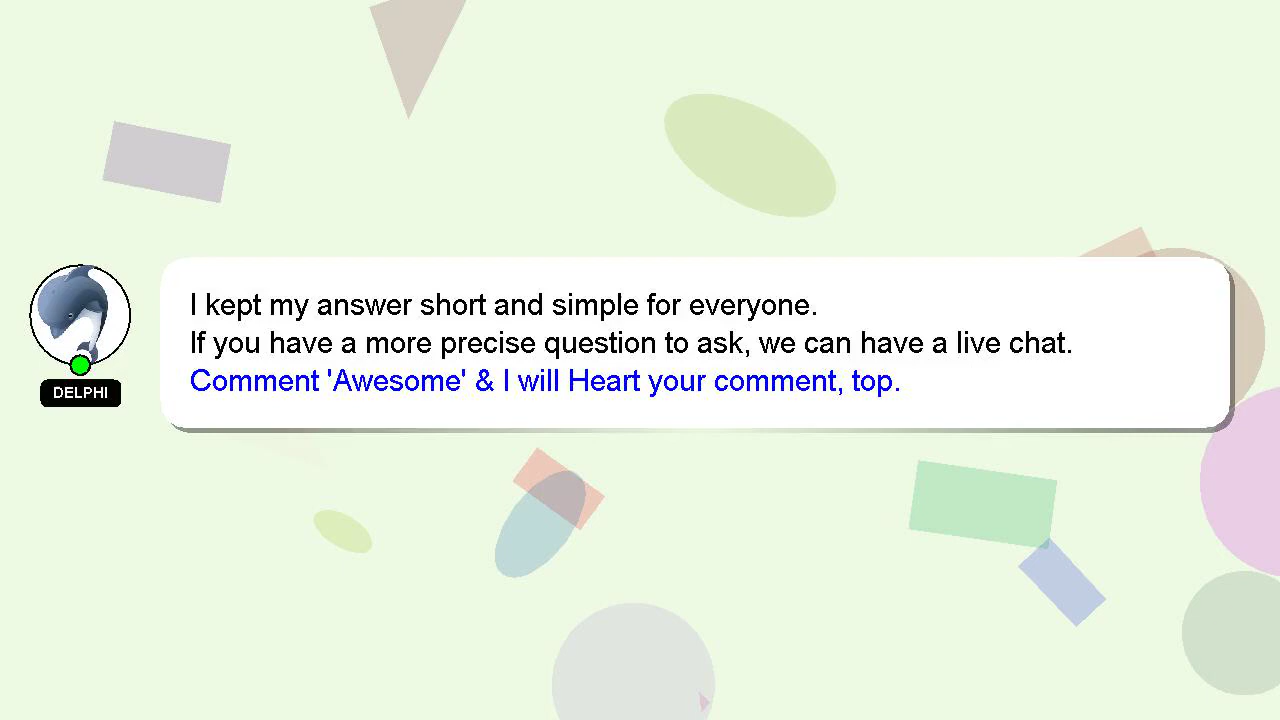 I kept my answer short and simple for everyone.
If you have a more precise question to ask, we can have a live chat.
Comment 'Awesome' & I will Heart your comment, top.
DELPHI